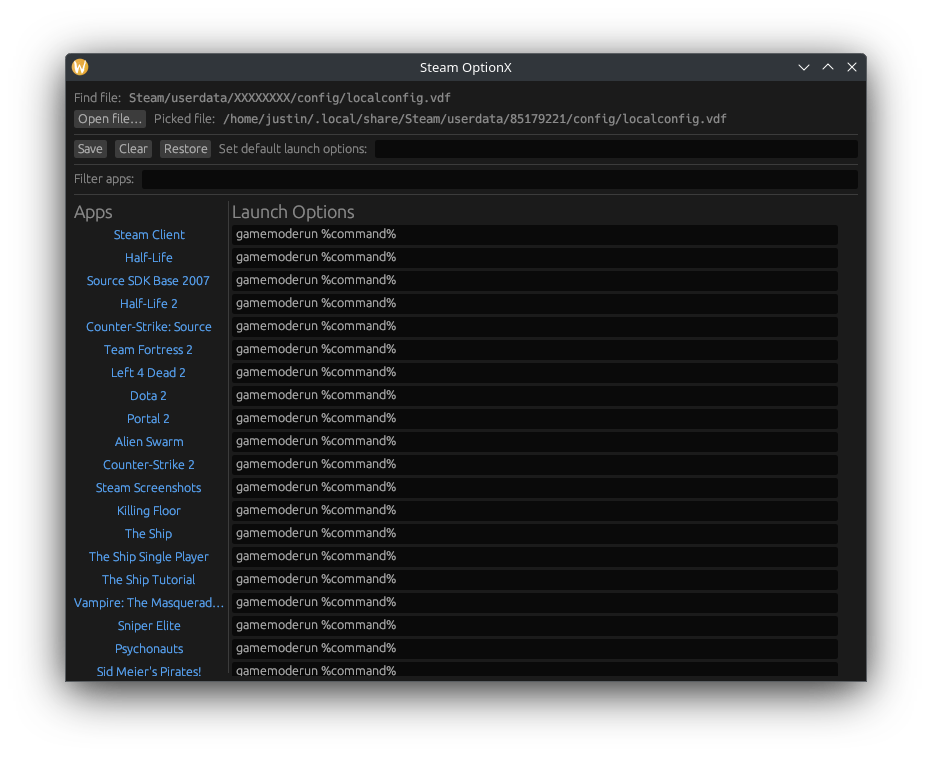 Steam OptionX
Find file: Steam/userdata/XXXXXXXX/config/localconfig.vdf
Open file... Picked file: /home/justin/.local/share/Steam/userdata/85179221/config/localconfig.vdf
Save Clear Restore Set default launch options:
Filter apps:
Apps Launch Options
Steam Client gamemoderun %command%
Half-Life gamemoderun %command%
Source SDK Base 2007 gamemoderun %command%
Half-Life 2 gamemoderun %command%
Counter-Strike: Source gamemoderun %command%
Team Fortress 2 gamemoderun %command%
Left 4 Dead 2 gamemoderun %command%
Dota 2 gamemoderun %command%
Portal 2 gamemoderun %command%
Alien Swarm gamemoderun %command%
Counter-Strike 2 gamemoderun %command%
Steam Screenshots gamemoderun %command%
Killing Floor gamemoderun %command%
The Ship gamemoderun %command%
The Ship Single Player gamemoderun %command%
The Ship Tutorial gamemoderun %command%
Vampire: The Masquerad... gamemoderun %command%
Sniper Elite gamemoderun %command%
Psychonauts gamemoderun %command%
Sid Meier's Pirates! gamemoderun %command%